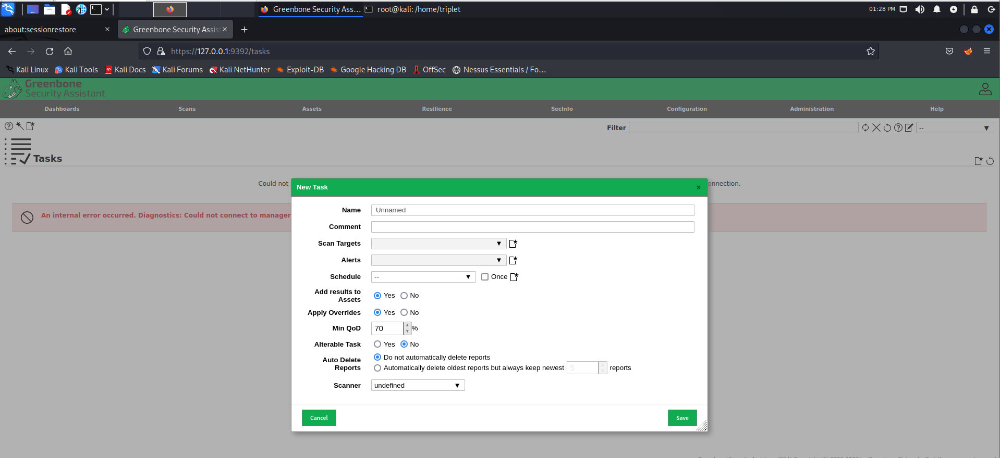 01:28 PM
Greenbone Security Ass...
root@kali: /home/triplet
about:sessionrestore
Greenbone Security Assis
https://127.0.0.1:9392/tasks
Kali Linux
Kali Tools
Kali Docs
Kali Forums
Kali NetHunter
Exploit-DB
Google Hacking DB
OffSec
Nessus Essentials / Fo...
Greenbone
Security Assistant
Dashboards
Scans
Assets
Resilience
SecInfo
Configuration
Administration
Help
Filter
--
Tasks
Could not
onnection.
An internal error occurred. Diagnostics: Could not connect to manager
New Task
Name
Unnamed
Comment
Scan Targets
Alerts
Schedule
--
Once
Add results to
Assets
Yes
No
Apply Overrides
Yes
No
Min QoD
70
%
Alterable Task
Yes
No
Auto Delete
Reports
Do not automatically delete reports
Automatically delete oldest reports but always keep newest
5
reports
Scanner
undefined
Cancel
Save